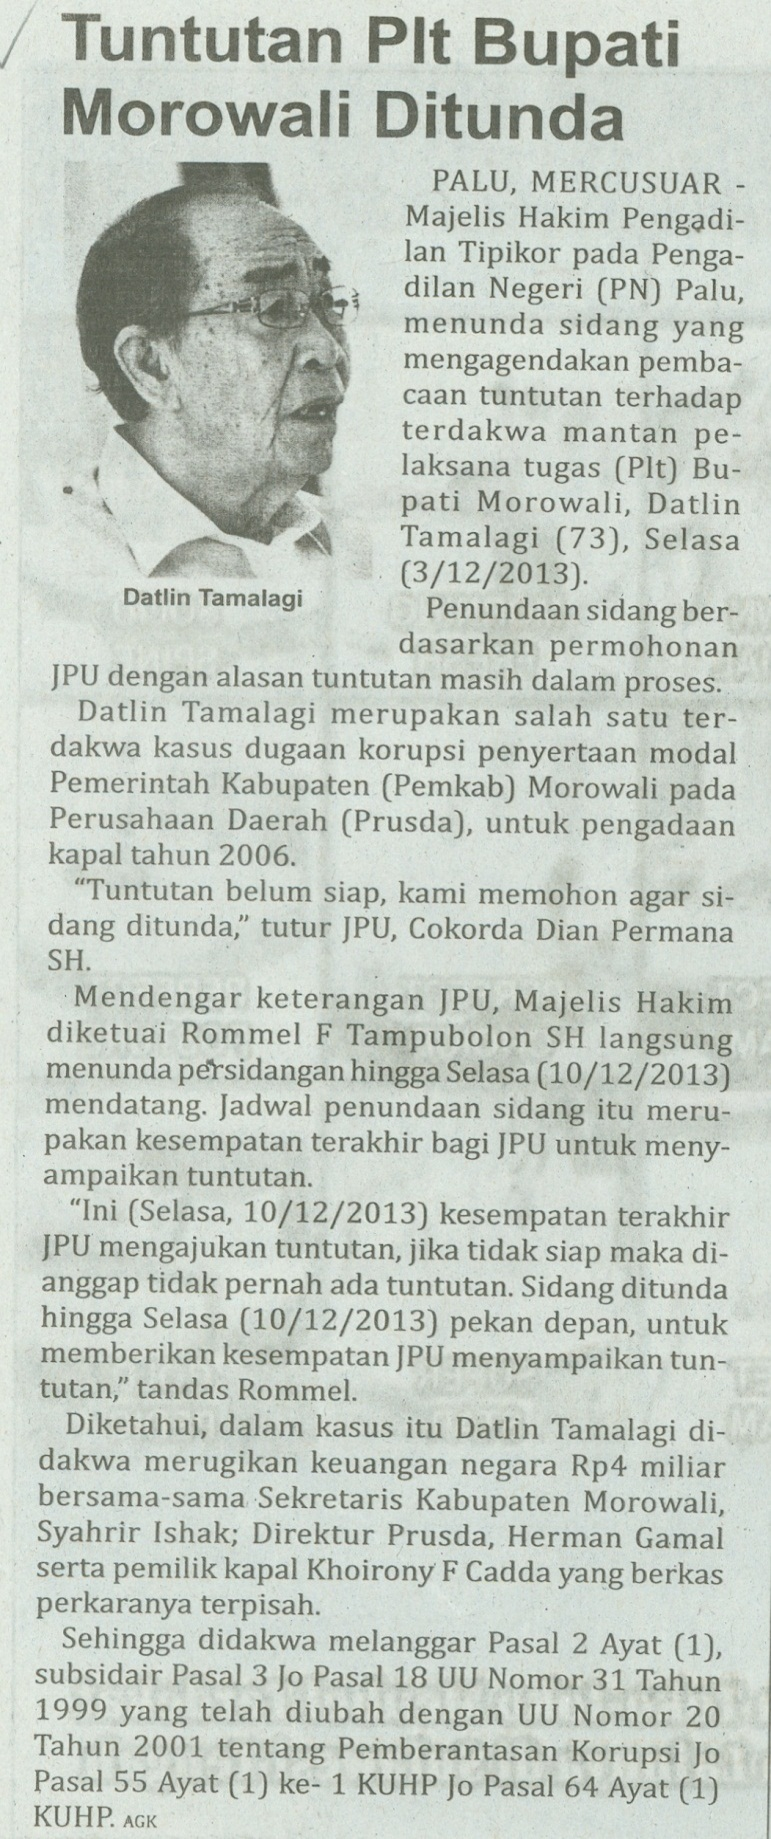 Tuntutan Plt Bupati
Morowali Ditunda
PALU, MERCUSUAR -
Majelis Hakim Pengadi-
lan Tipikor pada Penga-
dilan Negeri (PN) Palu,
menunda sidang yang
mengagendakan pemba-
caan tuntutan terhadap
terdakwa mantan pe-
laksana tugas (Plt) Bu-
pati Morowali, Datlin
Tamalagi (73), Selasa
(3/12/2013).
Datlin Tamalagi
Penundaan sidang ber-
dasarkan permohonan
JPU dengan alasan tuntutan masih dalam proses.
Datlin Tamalagi merupakan salah satu ter-
dakwa kasus dugaan korupsi penyertaan modal
Pemerintah Kabupaten (Pemkab) Morowali pada
Perusahaan Daerah (Prusda), untuk pengadaan
kapal tahun 2006.
“Tuntutan belum siap, kami memohon agar si-
dang ditunda,” tutur JPU, Cokorda Dian Permana
SH.
Mendengar keterangan JPU, Majelis Hakim
diketuai Rommel F Tampubolon SH langsung
menunda persidangan hingga Selasa (10/12/2013)
mendatang. Jadwal penundaan sidang itu meru-
pakan kesempatan terakhir bagi JPU untuk meny-
ampaikan tuntutan.
“Ini (Selasa, 10/12/2013) kesempatan terakhir
JPU mengajukan tuntutan, jika tidak siap maka di-
anggap tidak pernah ada tuntutan. Sidang ditunda
hingga Selasa (10/12/2013) pekan depan, untuk
memberikan kesempatan JPU menyampaikan tun-
tutan,” tandas Rommel.
Diketahui, dalam kasus itu Datlin Tamalagi di-
dakwa merugikan keuangan negara Rp4 miliar
bersama-sama Sekretaris Kabupaten Morowali,
Syahrir Ishak; Direktur Prusda, Herman Gamal
serta pemilik kapal Khoirony F Cadda yang berkas
perkaranya terpisah.
Sehingga didakwa melanggar Pasal 2 Ayat (1),
subsidair Pasal 3 Jo Pasal 18 UU Nomor 31 Tahun
1999 yang telah diubah dengan UU Nomor 20
Tahun 2001 tentang Pemberantasan Korupsi Jo
Pasal 55 Ayat (1) ke- 1 KUHP Jo Pasal 64 Ayat (1)
KUHP. AGK